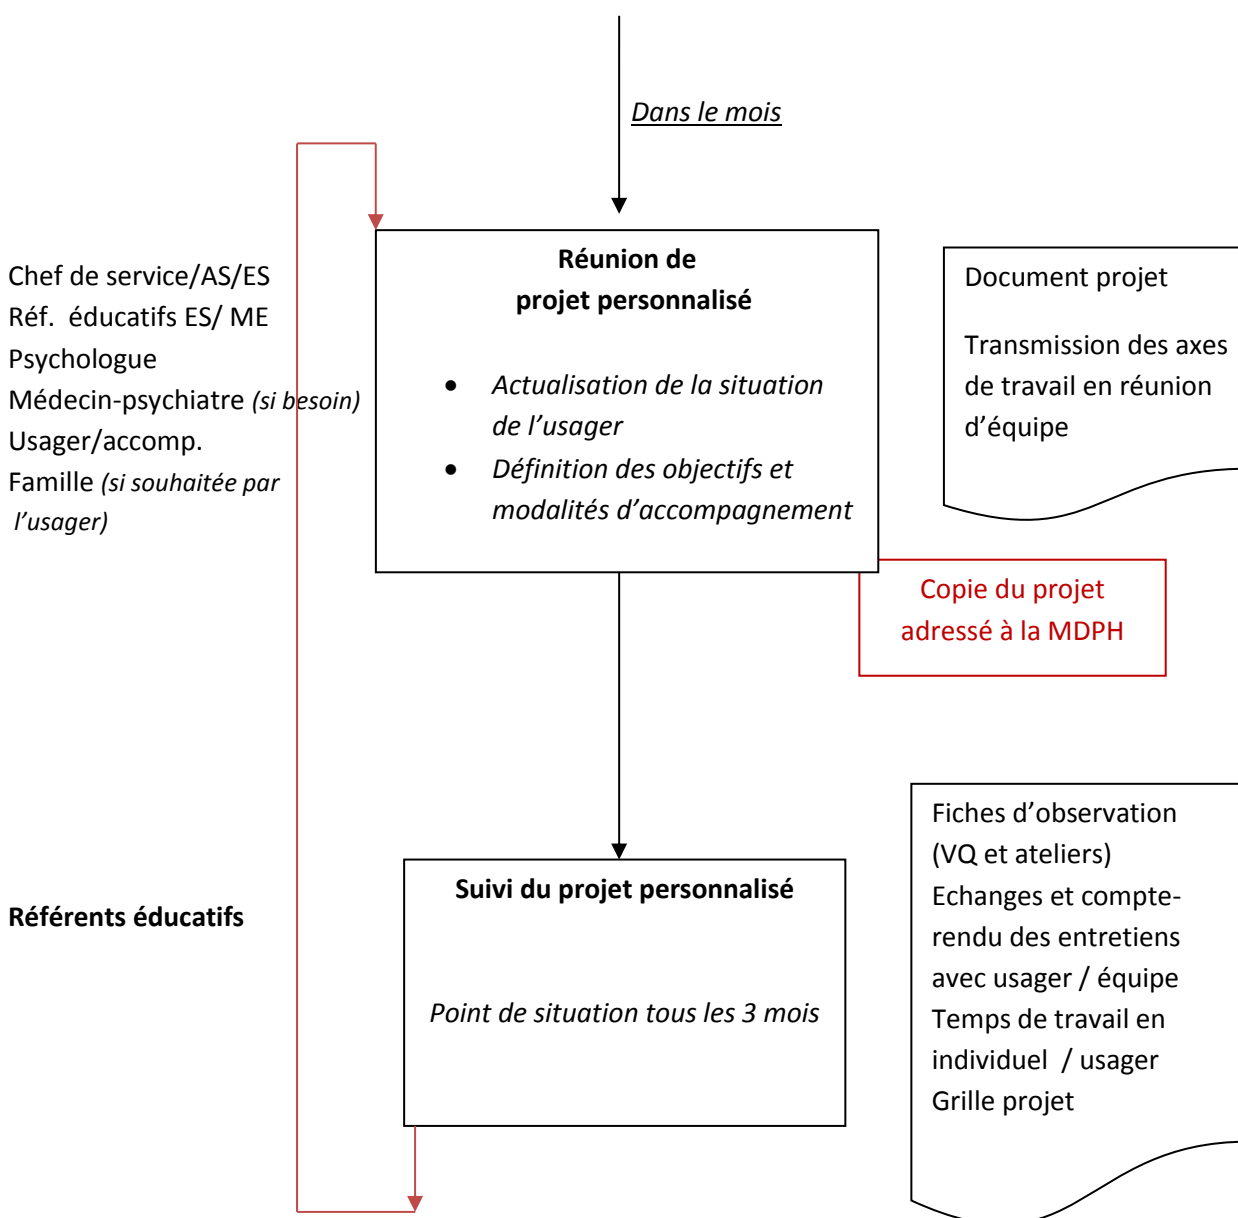 Dans le mois
Chef de service/AS/ES
Réf.  éducatifs ES/ ME
Psychologue
Médecin-psychiatre (si besoin)
Usager/accomp.
Famille (si souhaitée par
l’usager)
Réunion de
projet personnalisé
• Actualisation de la situation
de l’usager
• Définition des objectifs et
modalités d’accompagnement
Document projet
Transmission des axes
de travail en réunion
d’équipe
Copie du projet
adressé à la MDPH
Référents éducatifs
Suivi du projet personnalisé
Point de situation tous les 3 mois
Fiches d’observation
(VQ et ateliers)
Echanges et compte-
rendu des entretiens
avec usager / équipe
Temps de travail en
individuel  / usager
Grille projet